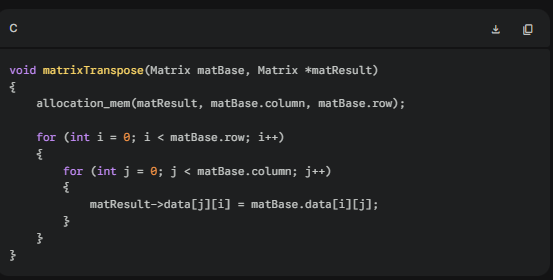 C
void matrixTranspose(Matrix matBase, Matrix *matResult)
{
    allocation_mem(matResult, matBase.column, matBase.row);

    for (int i = 0; i < matBase.row; i++)
    {
        for (int j = 0; j < matBase.column; j++)
        {
            matResult->data[j][i] = matBase.data[i][j];
        }
    }
}